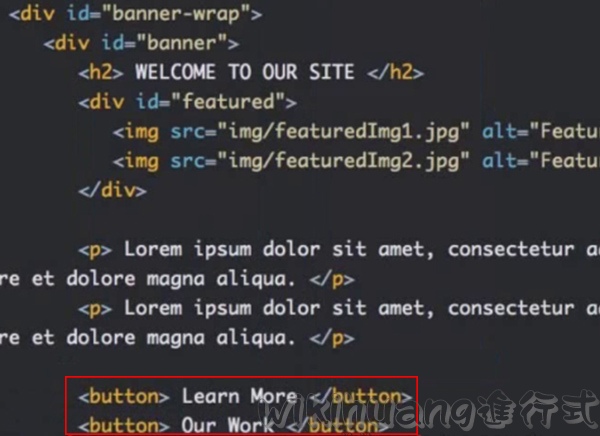 <div id="banner-wrap">
<div id="banner">
<h2> WELCOME TO OUR SITE </h2>
<div id="featured">
<img src="img/featuredImg1.jpg" alt="Featu
<img src="img/featuredImg2.jpg" alt="Featu
</div>
<p> Lorem ipsum dolor sit amet, consectetur a
re et dolore magna aliqua. </p>
<p> Lorem ipsum dolor sit amet, consectetur a
re et dolore magna aliqua. </p>
<button> Learn More </button>
<button> Our Work </button>
wikihuang進行式